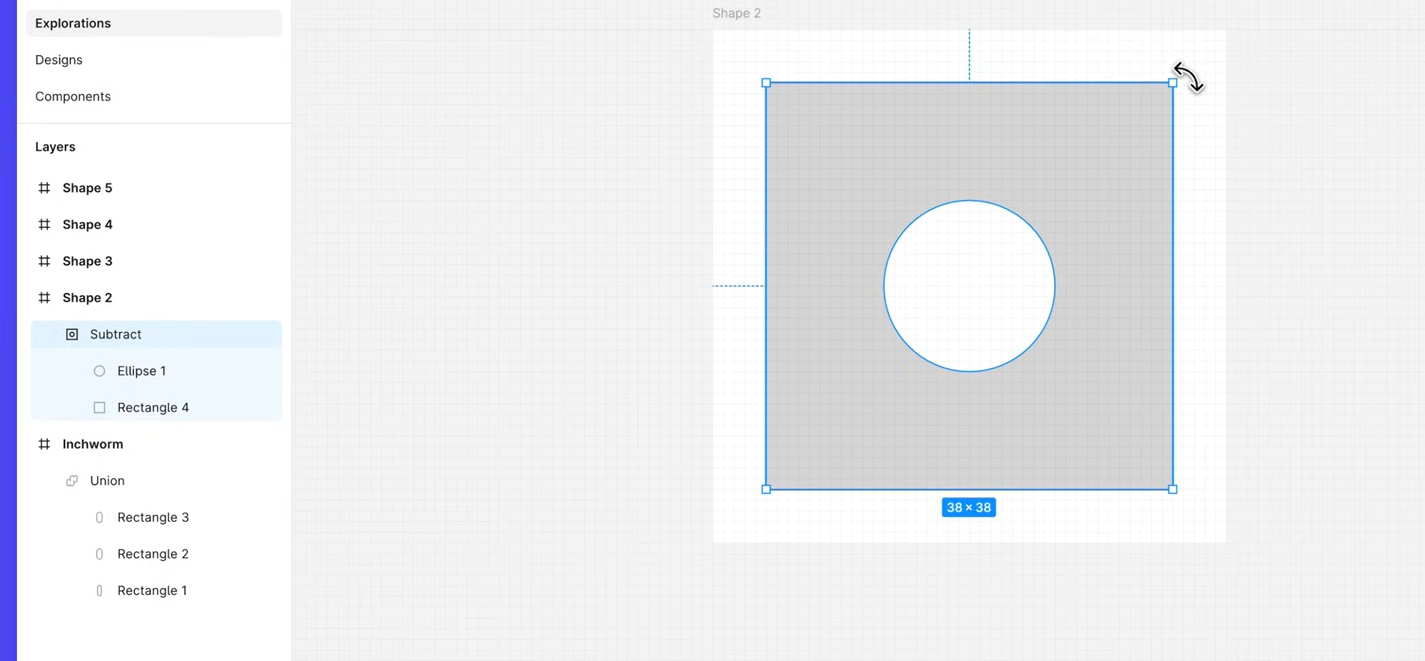 Explorations
Designs
Components
Layers
Shape 5
Shape 4
Shape 3
Shape 2
Subtract
Ellipse 1
Rectangle 4
Inchworm
Union
Rectangle 3
Rectangle 2
Rectangle 1
Shape 2
38 × 38